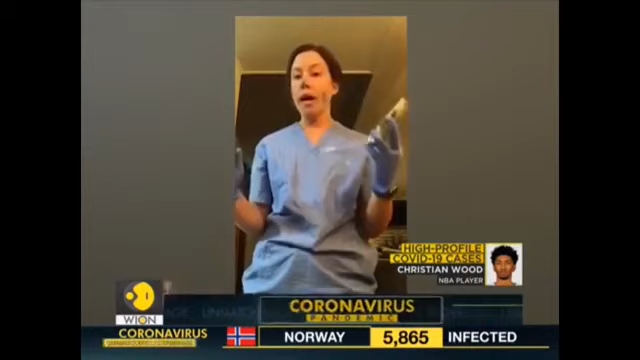 HIGH-PROFILE
COVID-19 CASES
CHRISTIAN WOOD
NBA PLAYER
WION
CORONAVIRUS
PANDEMIC
CORONAVIRUS
NORWAY
5,865
INFECTED